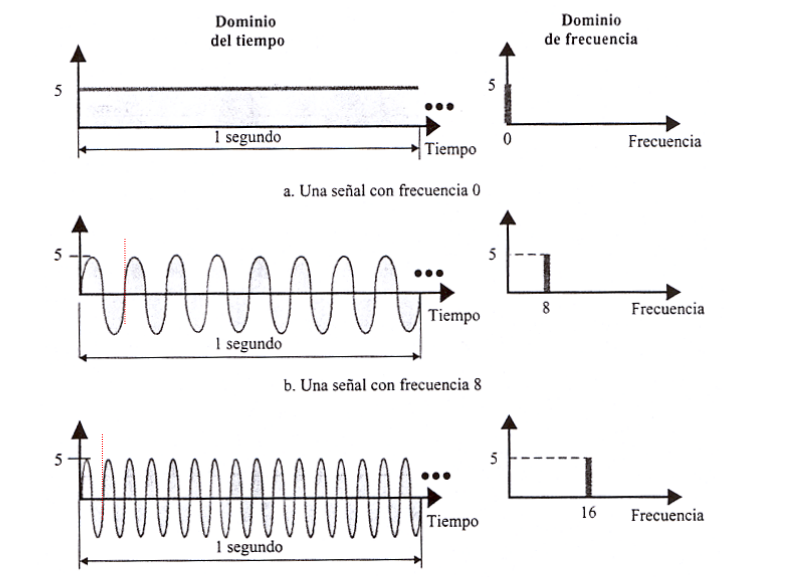 Dominio
del tiempo
Dominio
de frecuencia
5
1 segundo
Tiempo
5
0
Frecuencia
a. Una señal con frecuencia 0
5
1 segundo
Tiempo
5
8
Frecuencia
b. Una señal con frecuencia 8
5
1 segundo
Tiempo
5
16
Frecuencia